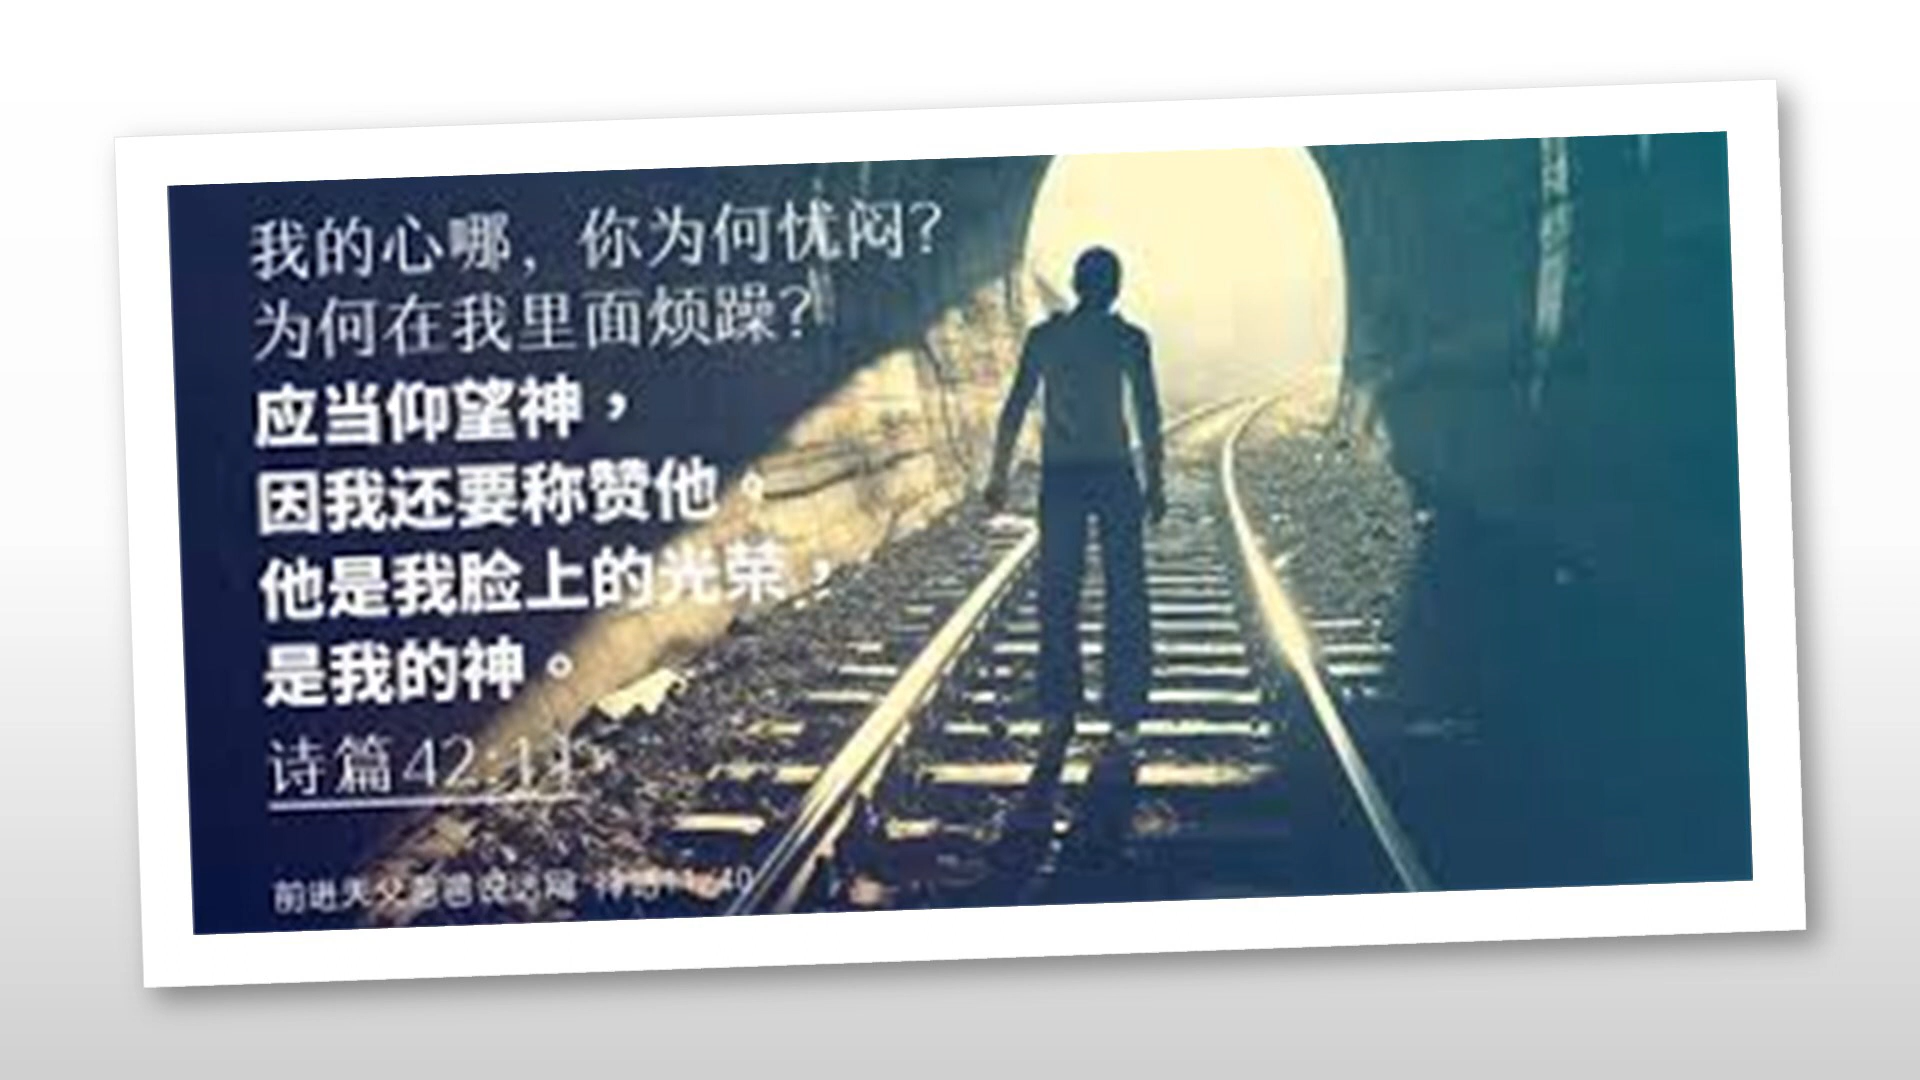 我的心哪，你为何忧闷？
为何在我里面烦躁？
应当仰望神，
因我还要称赞他。
他是我脸上的光荣，
是我的神。
诗篇 42:11